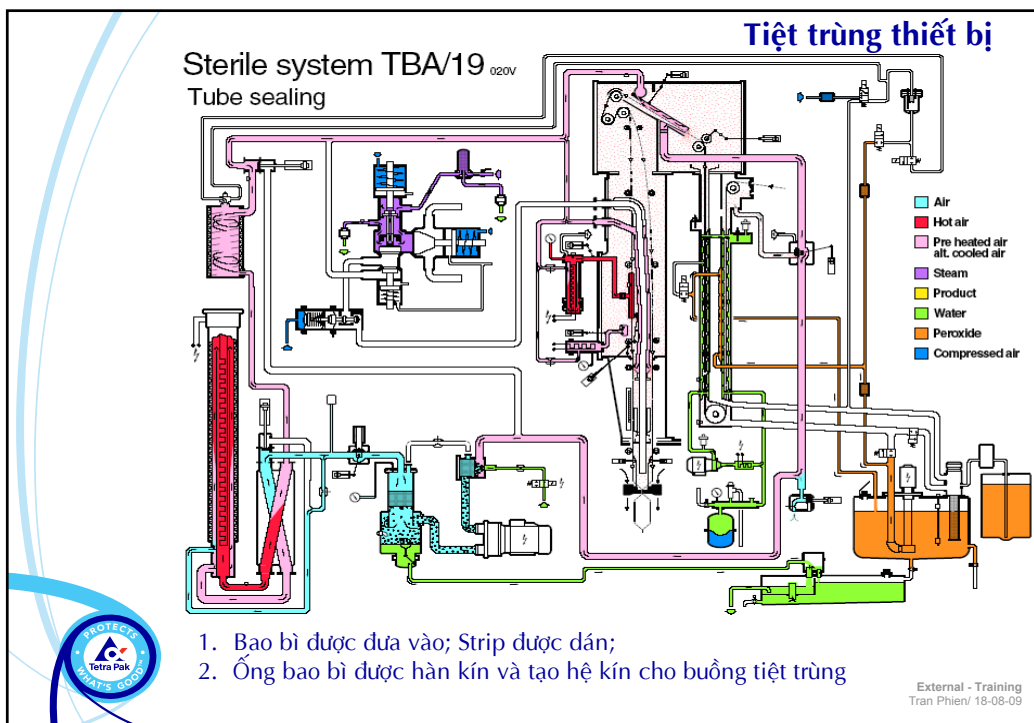 Tiệt trùng thiết bị
Sterile system TBA/19 020V
Tube sealing
Air
Hot air
Pre heated air
alt. cooled air
Steam
Product
Water
Peroxide
Compressed air
PROTECTS
Tetra Pak
WHAT'S GOOD™
1. Bao bì được đưa vào; Strip được dán;
2. Ống bao bì được hàn kín và tạo hệ kín cho buồng tiệt trùng
External - Training
Tran Phien/ 18-08-09